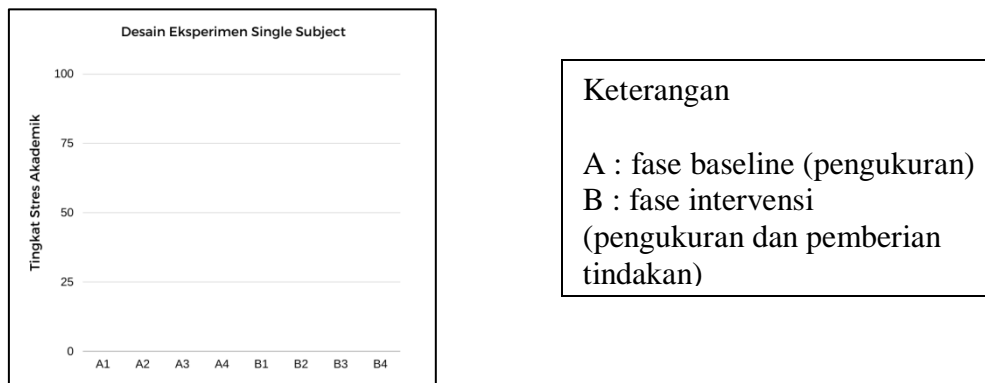 Desain Eksperimen Single Subject
Tingkat Stres Akademik
100
75
50
25
0
A1 A2 A3 A4 B1 B2 B3 B4
Keterangan
A : fase baseline (pengukuran)
B : fase intervensi
(pengukuran dan pemberian
tindakan)